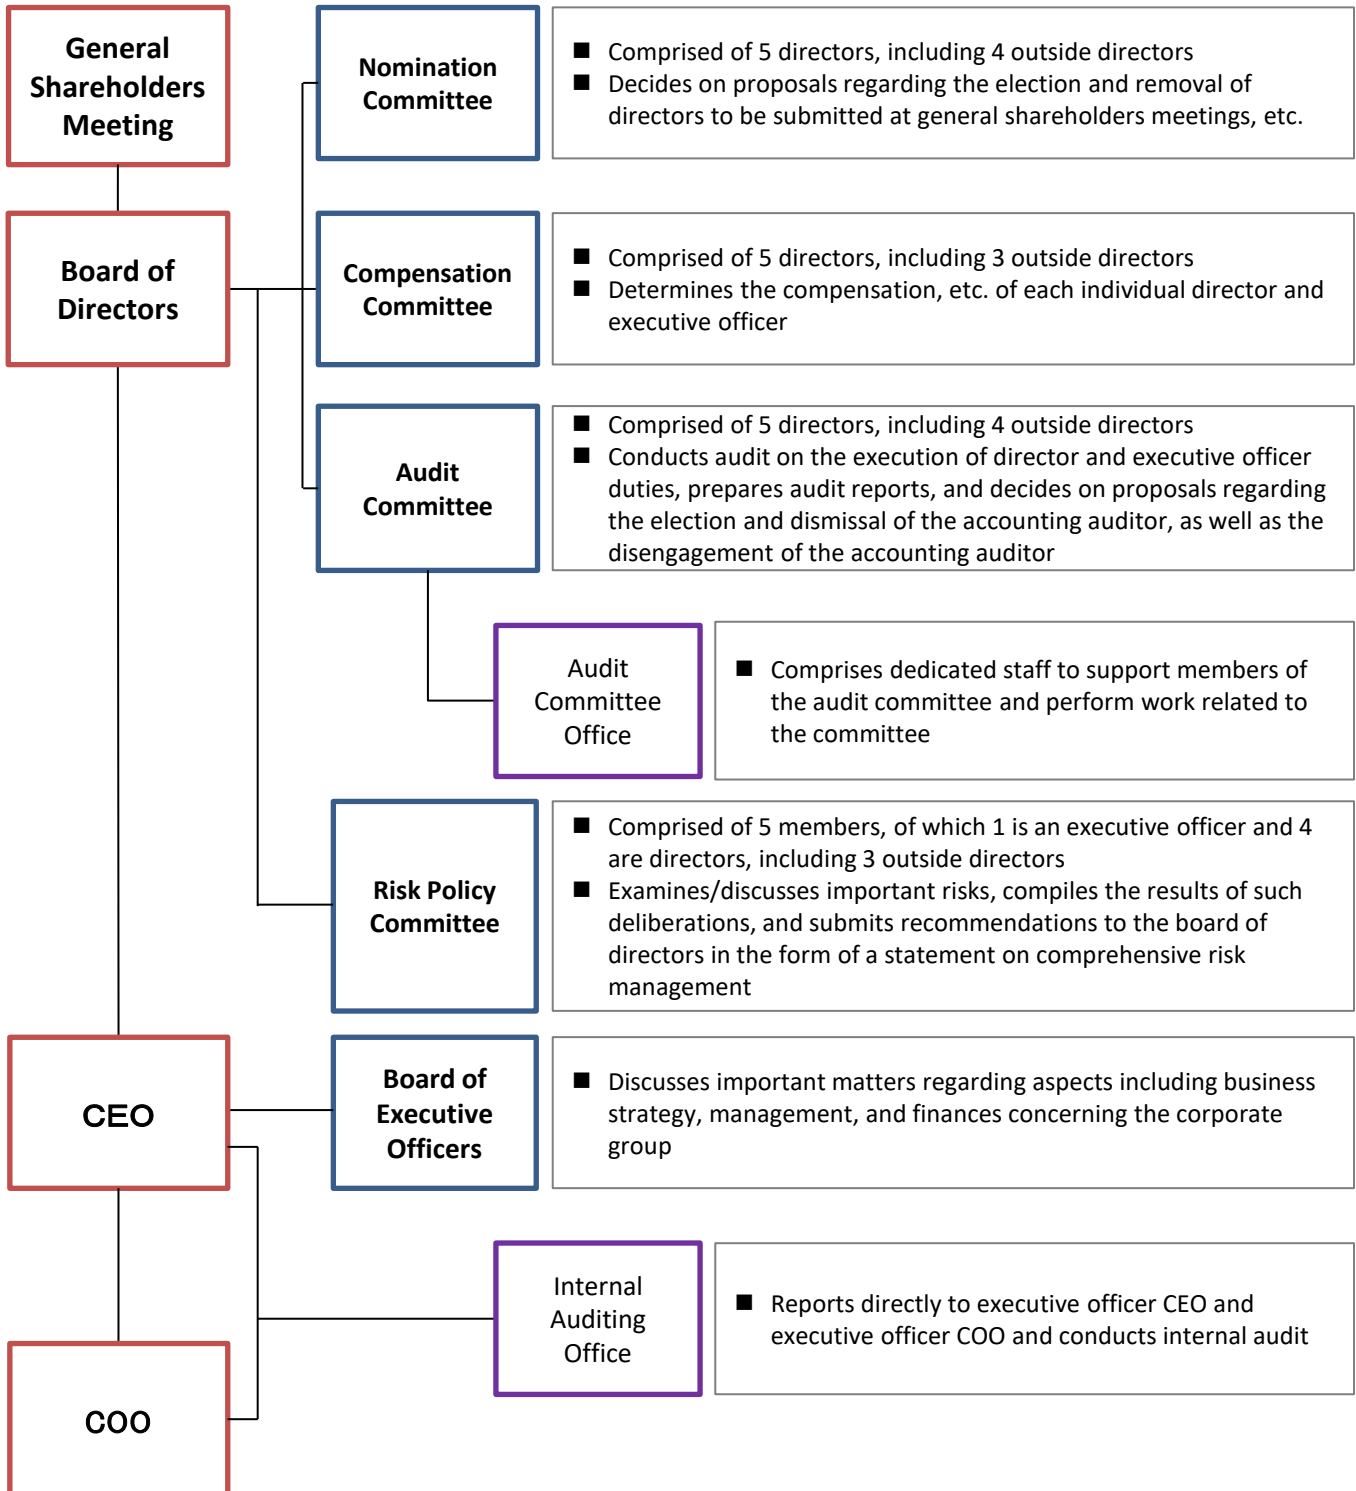 General
Shareholders
Meeting
Nomination
Committee
■ Comprised of 5 directors, including 4 outside directors
■ Decides on proposals regarding the election and removal of
directors to be submitted at general shareholders meetings, etc.
Board of
Directors
Compensation
Committee
■ Comprised of 5 directors, including 3 outside directors
■ Determines the compensation, etc. of each individual director and
executive officer
Audit
Committee
■ Comprised of 5 directors, including 4 outside directors
■ Conducts audit on the execution of director and executive officer
duties, prepares audit reports, and decides on proposals regarding
the election and dismissal of the accounting auditor, as well as the
disengagement of the accounting auditor
Audit
Committee
Office
■ Comprises dedicated staff to support members of
the audit committee and perform work related to
the committee
Risk Policy
Committee
■ Comprised of 5 members, of which 1 is an executive officer and 4
are directors, including 3 outside directors
■ Examines/discusses important risks, compiles the results of such
deliberations, and submits recommendations to the board of
directors in the form of a statement on comprehensive risk
management
CEO
Board of
Executive
Officers
■ Discusses important matters regarding aspects including business
strategy, management, and finances concerning the corporate
group
Internal
Auditing
Office
■ Reports directly to executive officer CEO and
executive officer COO and conducts internal audit
COO